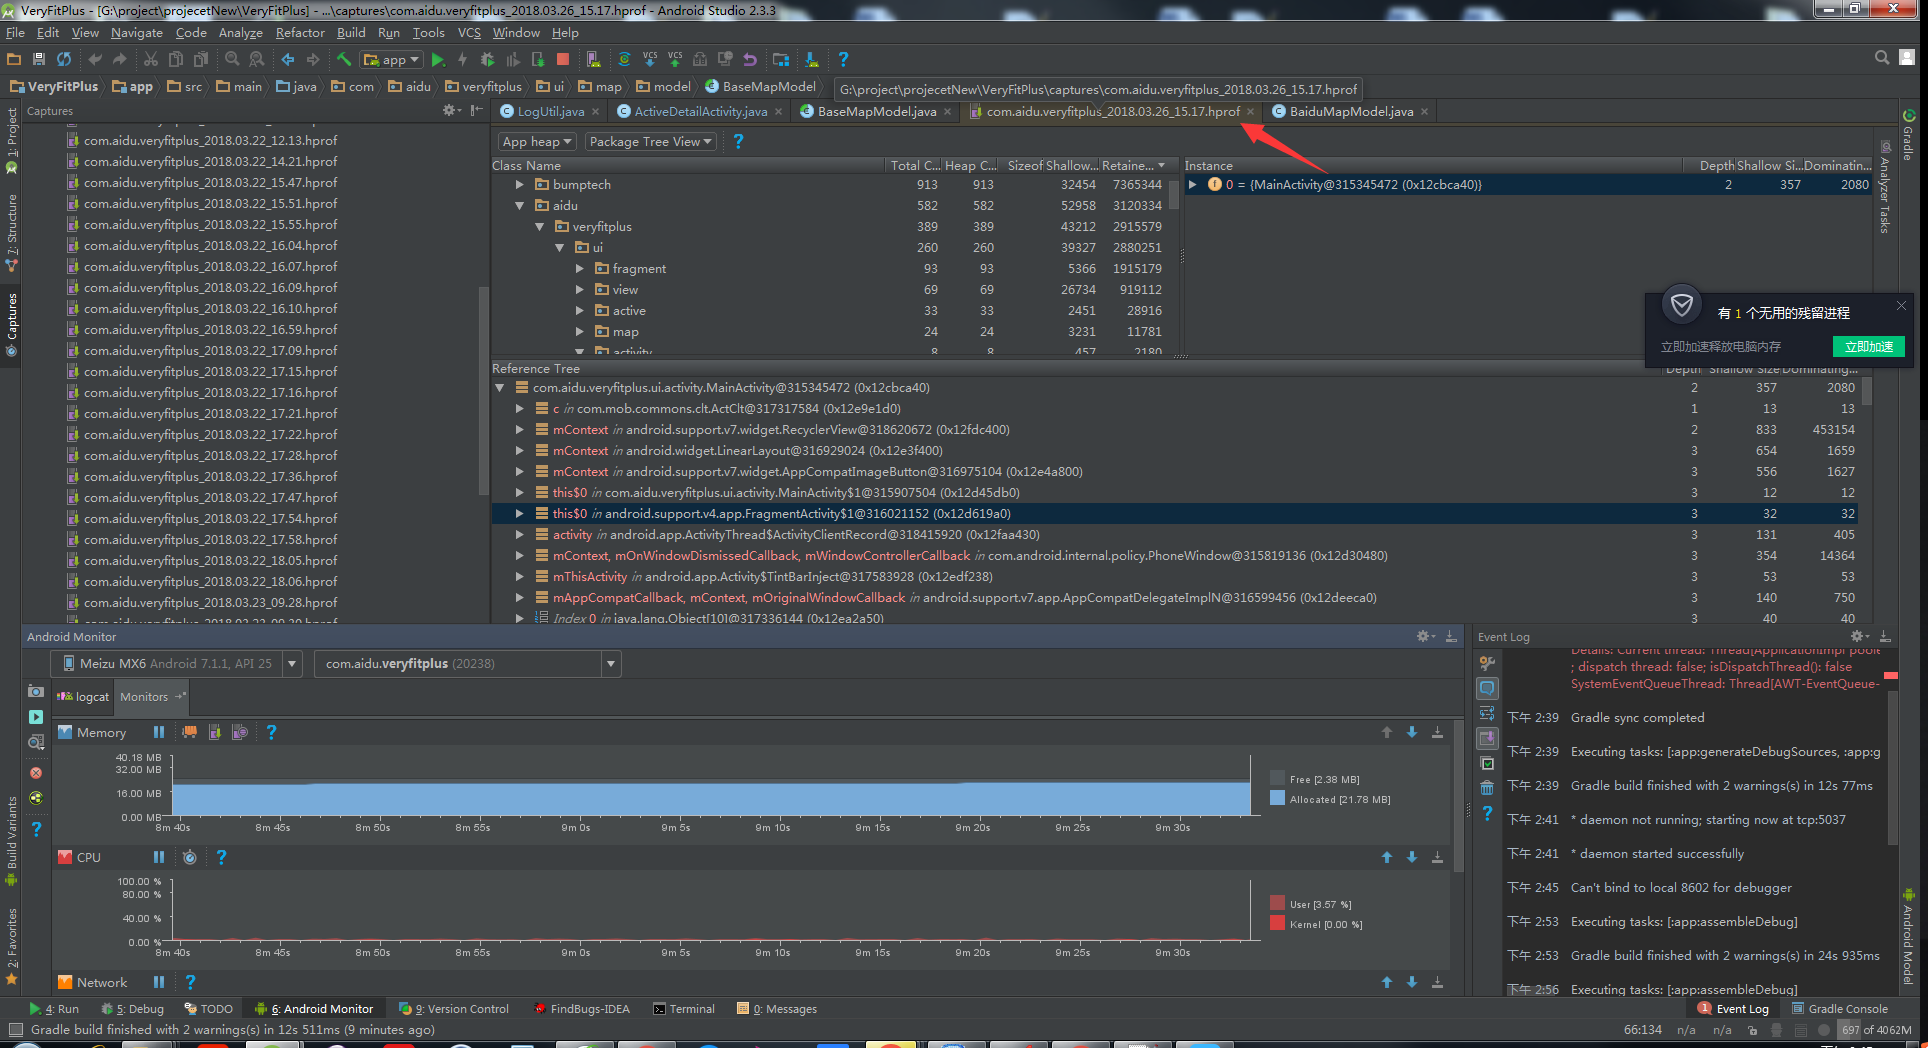 VeryFitPlus - [G:\project\projecetNew\VeryFitPlus] - ...\captures\com.aidu.veryfitplus_2018.03.26_15.17.hprof - Android Studio 2.3.3
File Edit View Navigate Code Analyze Refactor Build Run Tools VCS Window Help
app
VeryFitPlus app src main java com aidu veryfitplus ui map model BaseMapModel
G:\project\projecetNew\VeryFitPlus\captures\com.aidu.veryfitplus_2018.03.26_15.17.hprof
Captures
LogUtil.java ActiveDetailActivity.java BaseMapModel.java com.aidu.veryfitplus_2018.03.26_15.17.hprof BaiduMapModel.java
1: Project
7: Structure
Captures
Build Variants
2: Favorites
com.aidu.veryfitplus_2018.03.22_12.13.hprof
com.aidu.veryfitplus_2018.03.22_14.21.hprof
com.aidu.veryfitplus_2018.03.22_15.47.hprof
com.aidu.veryfitplus_2018.03.22_15.51.hprof
com.aidu.veryfitplus_2018.03.22_15.55.hprof
com.aidu.veryfitplus_2018.03.22_16.04.hprof
com.aidu.veryfitplus_2018.03.22_16.07.hprof
com.aidu.veryfitplus_2018.03.22_16.09.hprof
com.aidu.veryfitplus_2018.03.22_16.10.hprof
com.aidu.veryfitplus_2018.03.22_16.59.hprof
com.aidu.veryfitplus_2018.03.22_17.09.hprof
com.aidu.veryfitplus_2018.03.22_17.15.hprof
com.aidu.veryfitplus_2018.03.22_17.16.hprof
com.aidu.veryfitplus_2018.03.22_17.21.hprof
com.aidu.veryfitplus_2018.03.22_17.22.hprof
com.aidu.veryfitplus_2018.03.22_17.28.hprof
com.aidu.veryfitplus_2018.03.22_17.36.hprof
com.aidu.veryfitplus_2018.03.22_17.47.hprof
com.aidu.veryfitplus_2018.03.22_17.54.hprof
com.aidu.veryfitplus_2018.03.22_17.58.hprof
com.aidu.veryfitplus_2018.03.22_18.05.hprof
com.aidu.veryfitplus_2018.03.22_18.06.hprof
com.aidu.veryfitplus_2018.03.23_09.28.hprof
App heap Package Tree View ?
Class Name Total C... Heap C... Sizeof Shallow... Retaine...
bumptech 913 913 32454 7365344
aidu 582 582 52958 3120334
veryfitplus 389 389 43212 2915579
ui 260 260 39327 2880251
fragment 93 93 5366 1915179
view 69 69 26734 919112
active 33 33 2451 28916
map 24 24 3231 11781
activity 8 8 457 2180
Instance Depth Shallow Si... Dominatin...
0 = {MainActivity@315345472 (0x12cbca40)} 2 357 2080
Gradle
Analyzer Tasks
Android Model
有 1 个无用的残留进程
立即加速释放电脑内存 立即加速
Reference Tree Depth Shallow Size Dominating...
com.aidu.veryfitplus.ui.activity.MainActivity@315345472 (0x12cbca40) 2 357 2080
c in com.mob.commons.clt.ActClt@317317584 (0x12e9e1d0) 1 13 13
mContext in android.support.v7.widget.RecyclerView@318620672 (0x12fdc400) 2 833 453154
mContext in android.widget.LinearLayout@316929024 (0x12e3f400) 3 654 1659
mContext in android.support.v7.widget.AppCompatImageButton@316975104 (0x12e4a800) 3 556 1627
this$0 in com.aidu.veryfitplus.ui.activity.MainActivity$1@315907504 (0x12d45db0) 3 12 12
this$0 in android.support.v4.app.FragmentActivity$1@316021152 (0x12d619a0) 3 32 32
activity in android.app.ActivityThread$ActivityClientRecord@318415920 (0x12faa430) 3 131 405
mContext, mOnWindowDismissedCallback, mWindowControllerCallback in com.android.internal.policy.PhoneWindow@315819136 (0x12d30480) 3 354 14364
mThisActivity in android.app.Activity$TintBarInject@317583928 (0x12edf238) 3 53 53
mAppCompatCallback, mContext, mOriginalWindowCallback in android.support.v7.app.AppCompatDelegateImplN@316599456 (0x12deeca0) 3 140 750
Index 0 in java.lang.Object[10]@317336144 (0x12ea2a50) 3 40 40
Android Monitor
Meizu MX6 Android 7.1.1, API 25 com.aidu.veryfitplus (20238)
logcat Monitors
Memory ?
40.18 MB
32.00 MB
16.00 MB
0.00 MB
Free [2.38 MB]
Allocated [21.78 MB]
8m 40s 8m 45s 8m 50s 8m 55s 9m 0s 9m 5s 9m 10s 9m 15s 9m 20s 9m 25s 9m 30s
CPU ?
100.00 %
80.00 %
40.00 %
0.00 %
User [3.57 %]
Kernel [0.00 %]
8m 40s 8m 45s 8m 50s 8m 55s 9m 0s 9m 5s 9m 10s 9m 15s 9m 20s 9m 25s 9m 30s
Network ?
Event Log
Details: Current thread: Thread[ApplicationImpl poole
; dispatch thread: false; isDispatchThread(): false
SystemEventQueueThread: Thread[AWT-EventQueue-
下午 2:39 Gradle sync completed
下午 2:39 Executing tasks: [:app:generateDebugSources, :app:g
下午 2:39 Gradle build finished with 2 warnings(s) in 12s 77ms
下午 2:41 * daemon not running; starting now at tcp:5037
下午 2:41 * daemon started successfully
下午 2:45 Can't bind to local 8602 for debugger
下午 2:53 Executing tasks: [:app:assembleDebug]
下午 2:53 Gradle build finished with 2 warnings(s) in 24s 935ms
下午 2:56 Executing tasks: [:app:assembleDebug]
4: Run 5: Debug TODO 6: Android Monitor 9: Version Control FindBugs-IDEA Terminal 0: Messages 1 Event Log Gradle Console
Gradle build finished with 2 warnings(s) in 12s 511ms (9 minutes ago) 66:134 n/a n/a 697 of 4062M